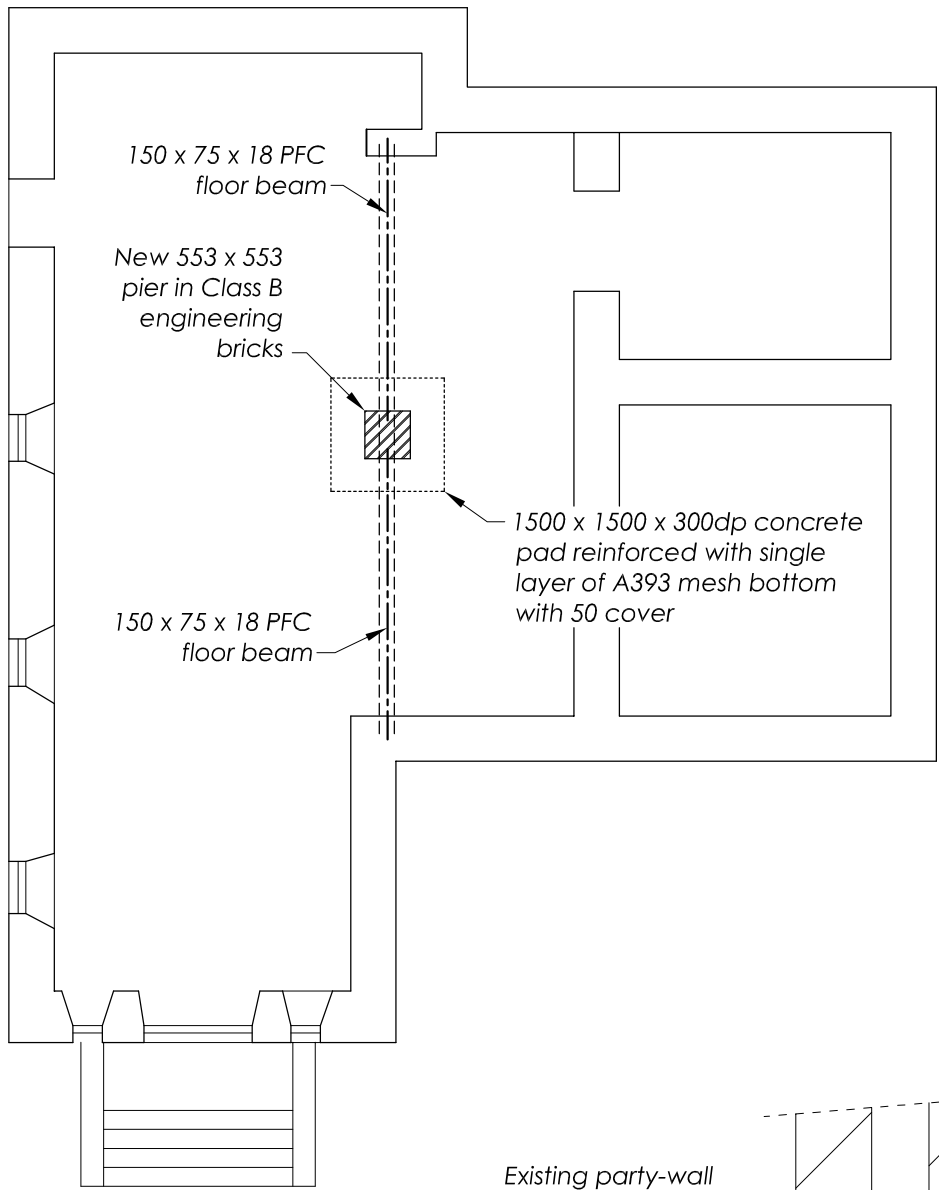 150 x 75 x 18 PFC
floor beam
New 553 x 553
pier in Class B
engineering
bricks
1500 x 1500 x 300dp concrete
pad reinforced with single
layer of A393 mesh bottom
with 50 cover
150 x 75 x 18 PFC
floor beam
Existing party-wall